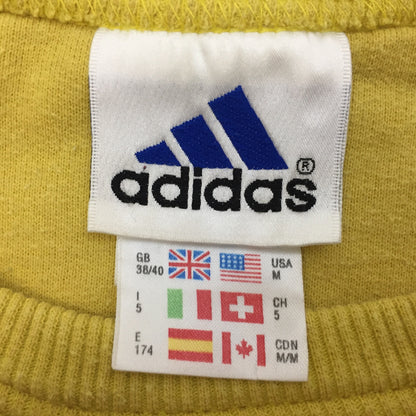 adidas®
GB 38/40 USA M
I 5 CH 5
E 174 CDN M/M